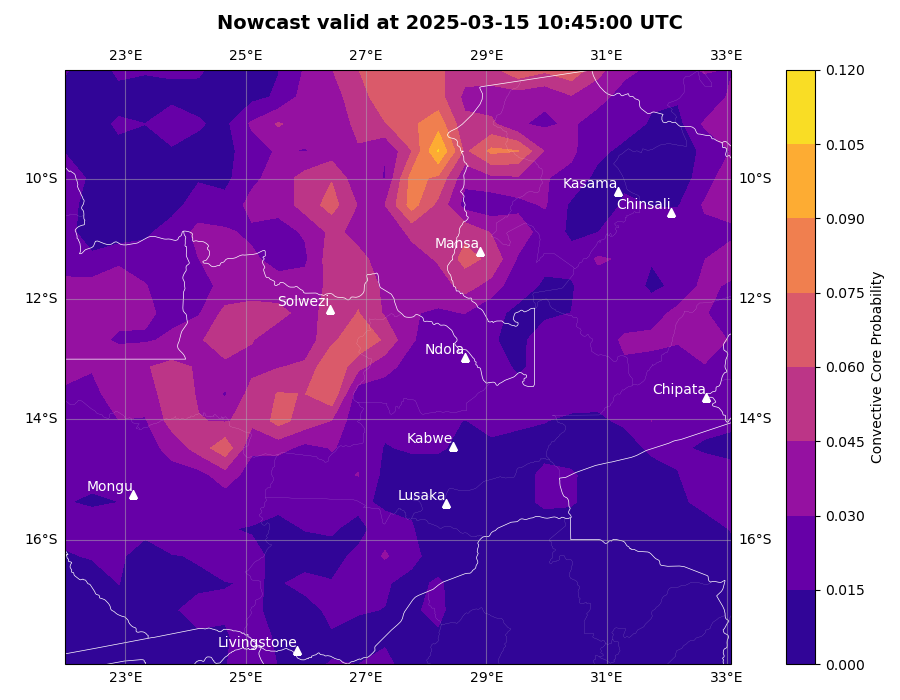 Nowcast valid at 2025-03-15 10:45:00 UTC
23°E 25°E 27°E 29°E 31°E 33°E
0.120
0.105
10°S 10°S
Kasama
Chinsali
0.090
Mansa
0.075
12°S 12°S
Solwezi
0.060
Ndola
Chipata
14°S 14°S
0.045
Kabwe
Mongu
Lusaka
0.030
16°S 16°S
0.015
Livingstone
0.000
23°E 25°E 27°E 29°E 31°E 33°E
Convective Core Probability